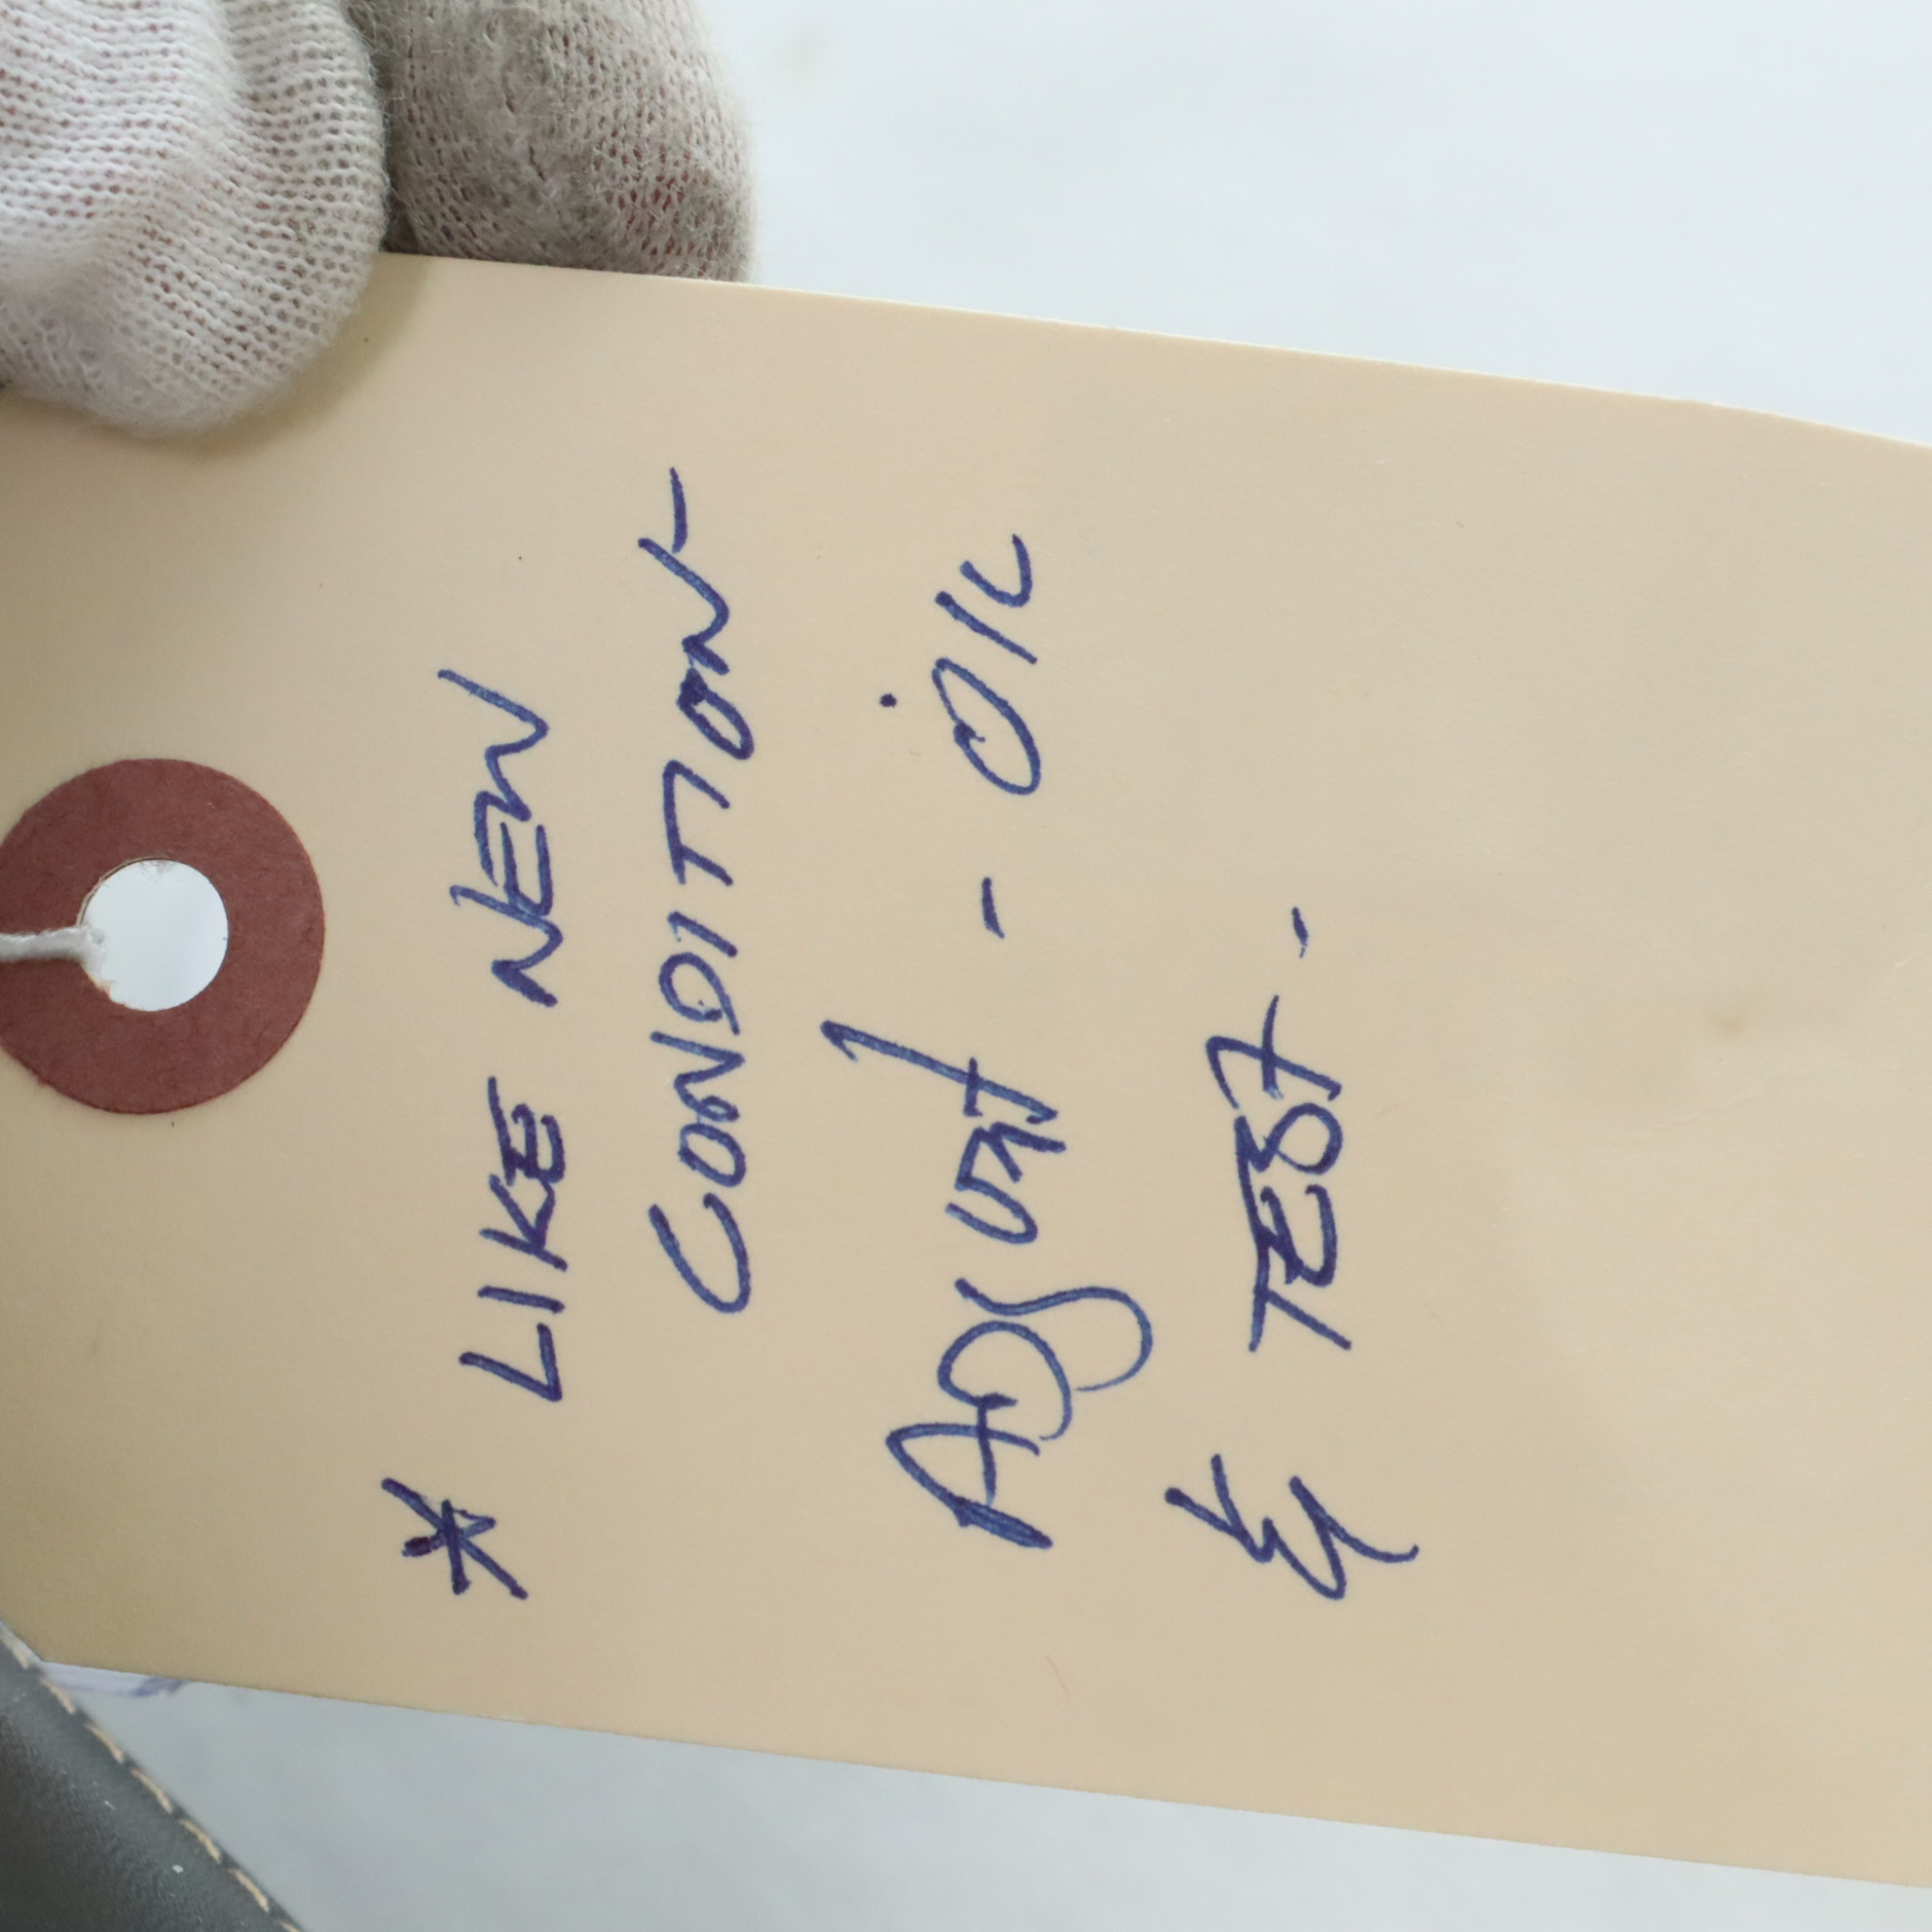 * LIKE NEW
CONDITION
ADJUST - OIL
& TEST -